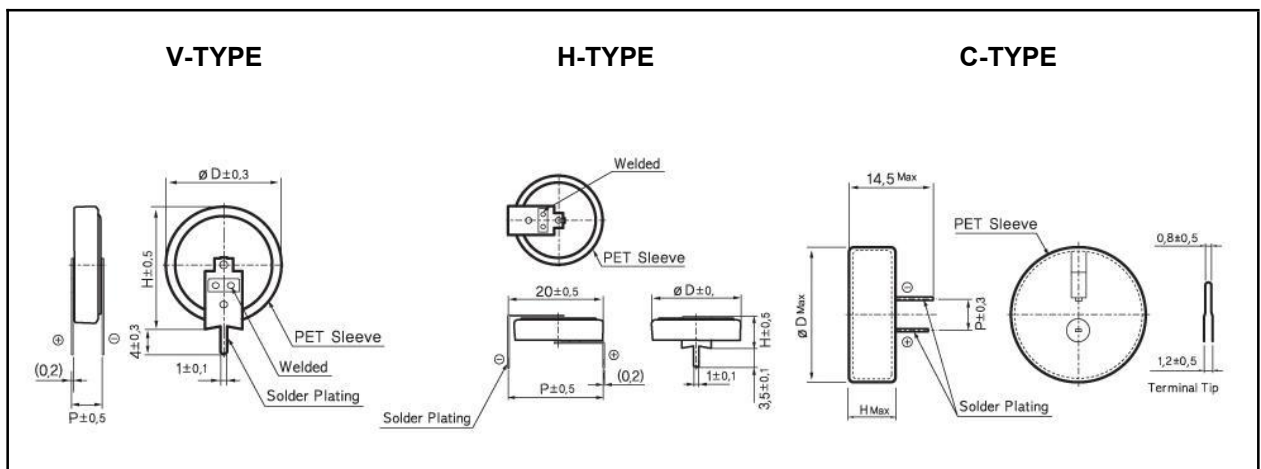 V-TYPE
H-TYPE
C-TYPE
ø D±0,3
H±0,5
4±0,3
⊕
⊖
(0,2)
P±0,5
1±0,1
PET Sleeve
Welded
Solder Plating
Welded
PET Sleeve
20±0,5
ø D±0,
H±0,5
⊖
⊕
(0,2)
P±0,5
1±0,1
3,5±0,1
Solder Plating
14,5 Max
PET Sleeve
ø D Max
⊖
⊕
P±0,3
H Max
Solder Plating
0,8±0,5
1,2±0,5
Terminal Tip